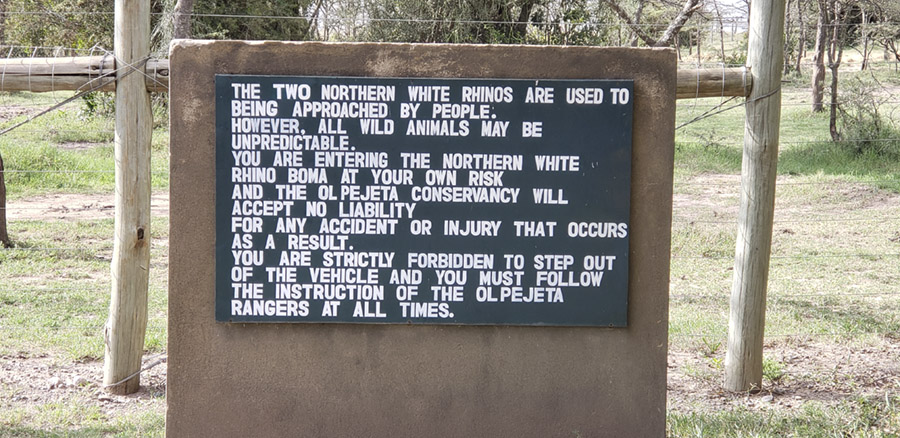 THE TWO NORTHERN WHITE RHINOS ARE USED TO
BEING APPROACHED BY PEOPLE.
HOWEVER, ALL WILD ANIMALS MAY BE
UNPREDICTABLE.
YOU ARE ENTERING THE NORTHERN WHITE
RHINO BOMA AT YOUR OWN RISK
AND THE OL PEJETA CONSERVANCY WILL
ACCEPT NO LIABILITY
FOR ANY ACCIDENT OR INJURY THAT OCCURS
AS A RESULT.
YOU ARE STRICTLY FORBIDDEN TO STEP OUT
OF THE VEHICLE AND YOU MUST FOLLOW
THE INSTRUCTION OF THE OLPEJETA
RANGERS AT ALL TIMES.